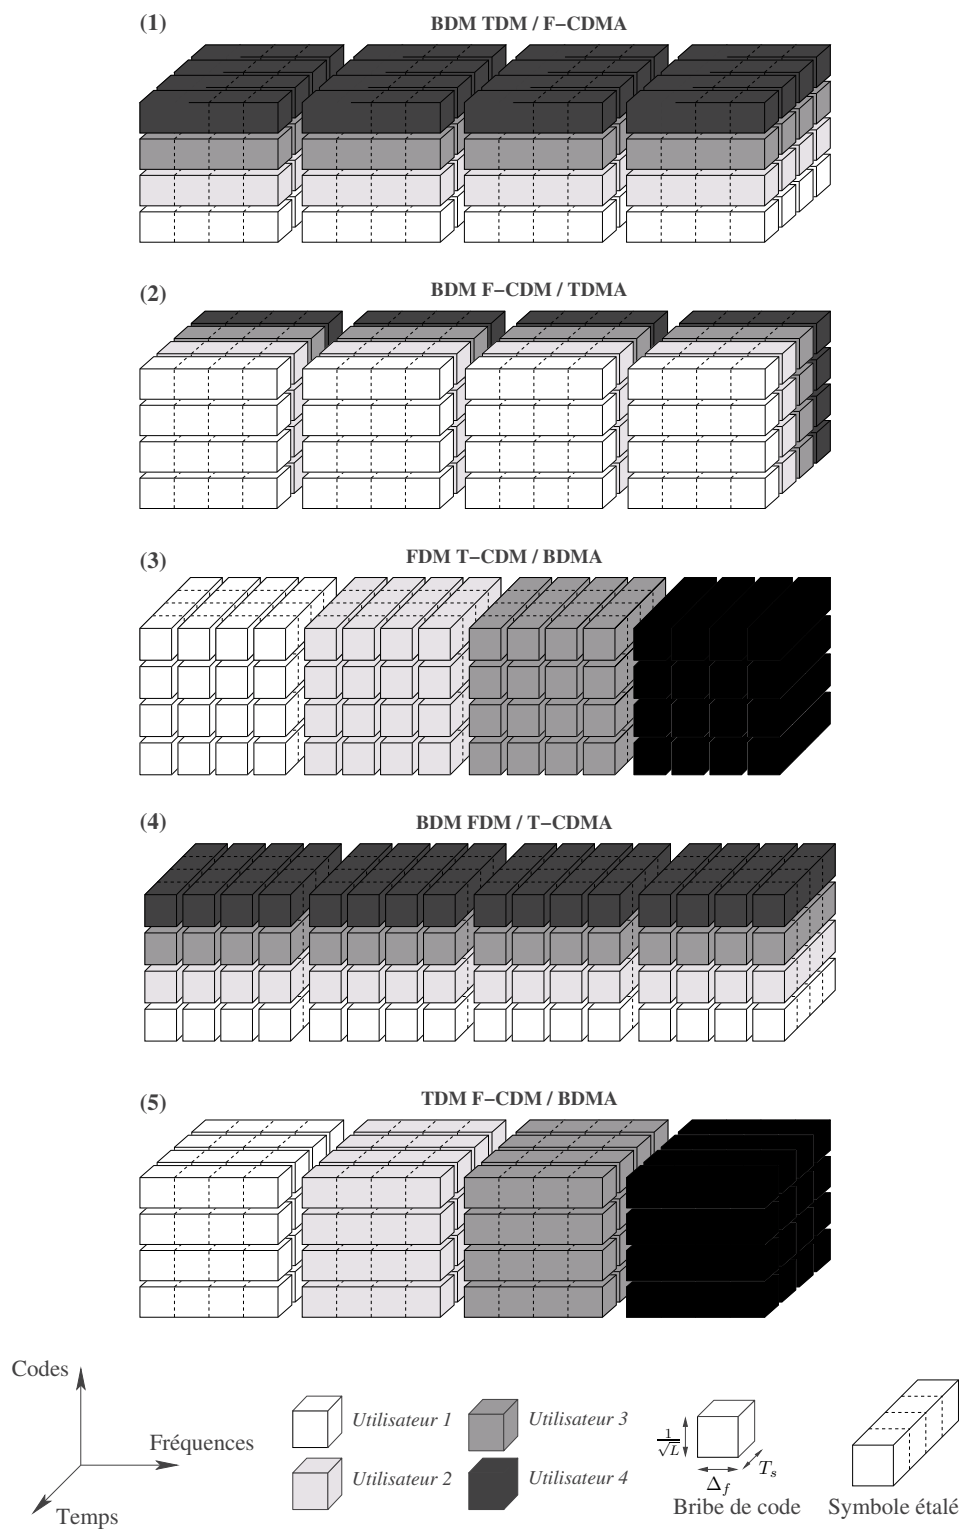 (1) BDM TDM / F−CDMA
(2) BDM F−CDM / TDMA
(3) FDM T−CDM / BDMA
(4) BDM FDM / T−CDMA
(5) TDM F−CDM / BDMA
Codes
Fréquences
Temps
Utilisateur 1
Utilisateur 2
Utilisateur 3
Utilisateur 4
1/√L
Δf
Ts
Bribe de code
Symbole étalé